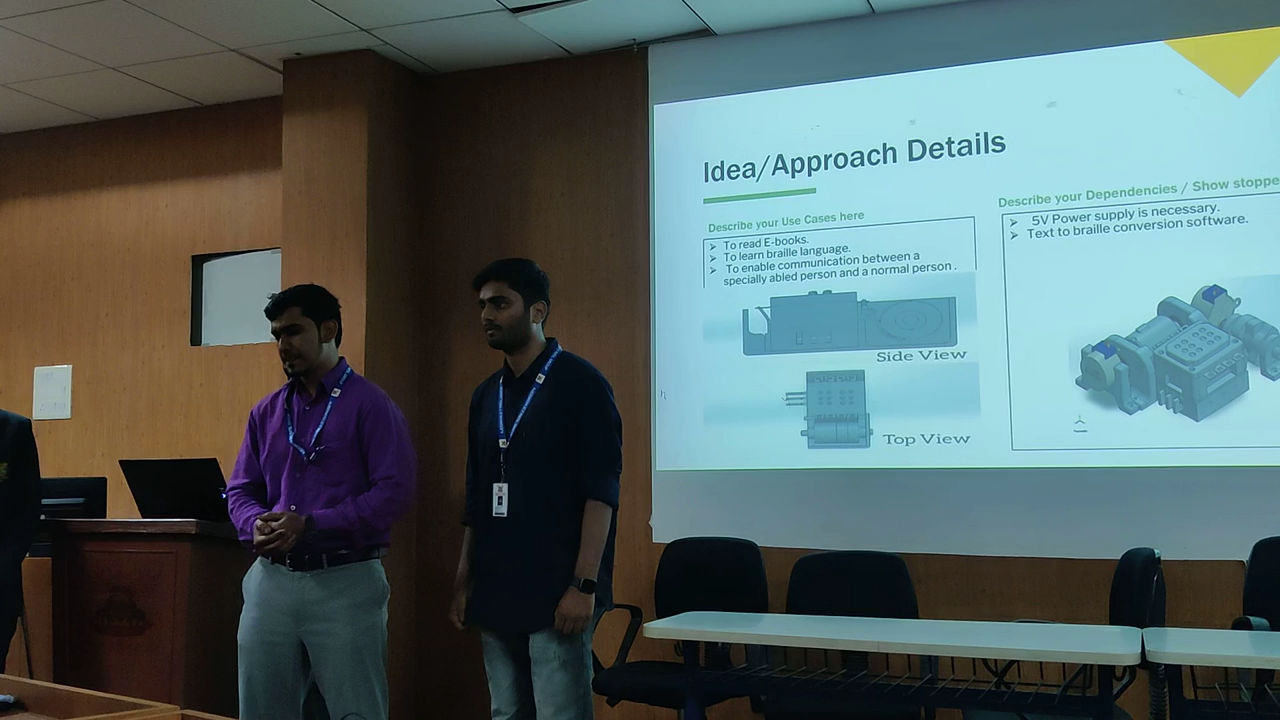 Idea/Approach Details
Describe your Use Cases here
➢ To read E-books.
➢ To learn braille language.
➢ To enable communication between a
specially abled person and a normal person.
Side View
Top View
Describe your Dependencies / Show stoppe
➢ 5V Power supply is necessary.
➢ Text to braille conversion software.